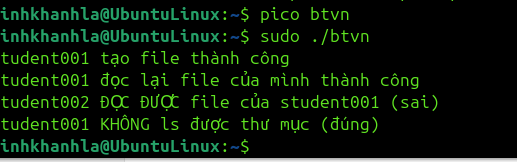 inhkhanhla@UbuntuLinux:~$ pico btvn
inhkhanhla@UbuntuLinux:~$ sudo ./btvn
tudent001 tạo file thành công
tudent001 đọc lại file của mình thành công
tudent002 ĐỌC ĐƯỢC file của student001 (sai)
tudent001 KHÔNG ls được thư mục (đúng)
inhkhanhla@UbuntuLinux:~$